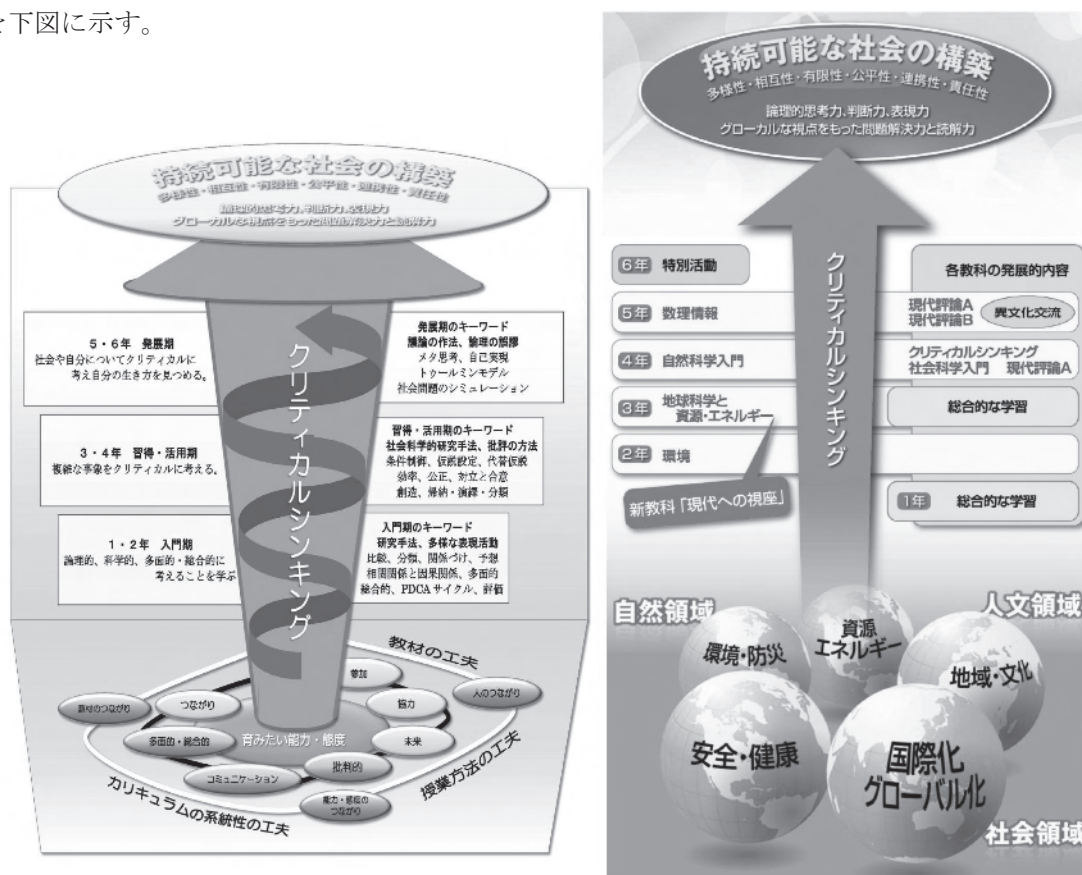 を下図に示す。
持続可能な社会の構築
多様性・相互性・有限性・公平性・連携性・責任性
論理的思考力、判断力、表現力
グローカルな視点をもった問題解決力と読解力
クリティカルシンキング
5・6年 発展期
社会や自分についてクリティカルに
考え自分の生き方を見つめる。
発展期のキーワード
議論の作法、論理の誤謬
メタ思考、自己実現
トゥールミンモデル
社会問題のシミュレーション
3・4年 習得・活用期
複雑な事象をクリティカルに考える。
習得・活用期のキーワード
社会科学的研究手法、批評の方法
条件制御、仮説設定、代替仮説
効率、公正、対立と合意
創造、帰納・演繹・分類
1・2年 入門期
論理的、科学的、多面的・総合的に
考えることを学ぶ
入門期のキーワード
研究手法、多様な表現活動
比較、分類、関係づけ、予想
相関関係と因果関係、多面的
総合的、PDCAサイクル、評価
教材の工夫
参加
教材のつながり
つながり
協力
人のつながり
多面的・総合的
育みたい能力・態度
未来
コミュニケーション
批判的
能力・態度の
つながり
カリキュラムの系統性の工夫
授業方法の工夫
持続可能な社会の構築
多様性・相互性・有限性・公平性・連携性・責任性
論理的思考力、判断力、表現力
グローカルな視点をもった問題解決力と読解力
クリティカルシンキング
6年 特別活動
各教科の発展的内容
5年 数理情報
現代評論A
現代評論B
異文化交流
4年 自然科学入門
クリティカルシンキング
社会科学入門 現代評論A
3年 地球科学と
資源・エネルギー
総合的な学習
2年 環境
新教科「現代への視座」
1年 総合的な学習
自然領域
人文領域
環境・防災
資源
エネルギー
地域・文化
安全・健康
国際化
グローバル化
社会領域